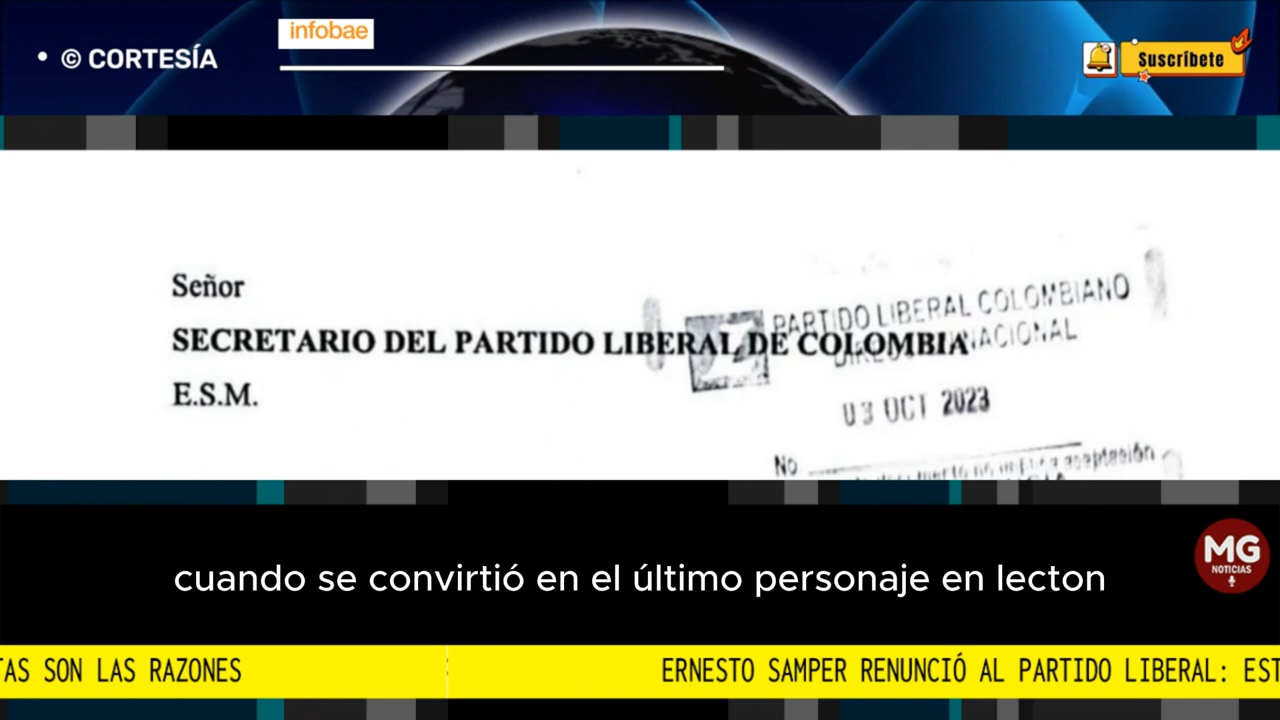 infobae
• © CORTESÍA
Suscríbete
Señor
PARTIDO LIBERAL COLOMBIANO
SECRETARIO DEL PARTIDO LIBERAL DE COLOMBIA
NACIONAL
E.S.M.
03 OCT 2023
No
aceptación
MG
NOTICIAS
cuando se convirtió en el último personaje en lecton
TAS SON LAS RAZONES
ERNESTO SAMPER RENUNCIÓ AL PARTIDO LIBERAL: EST